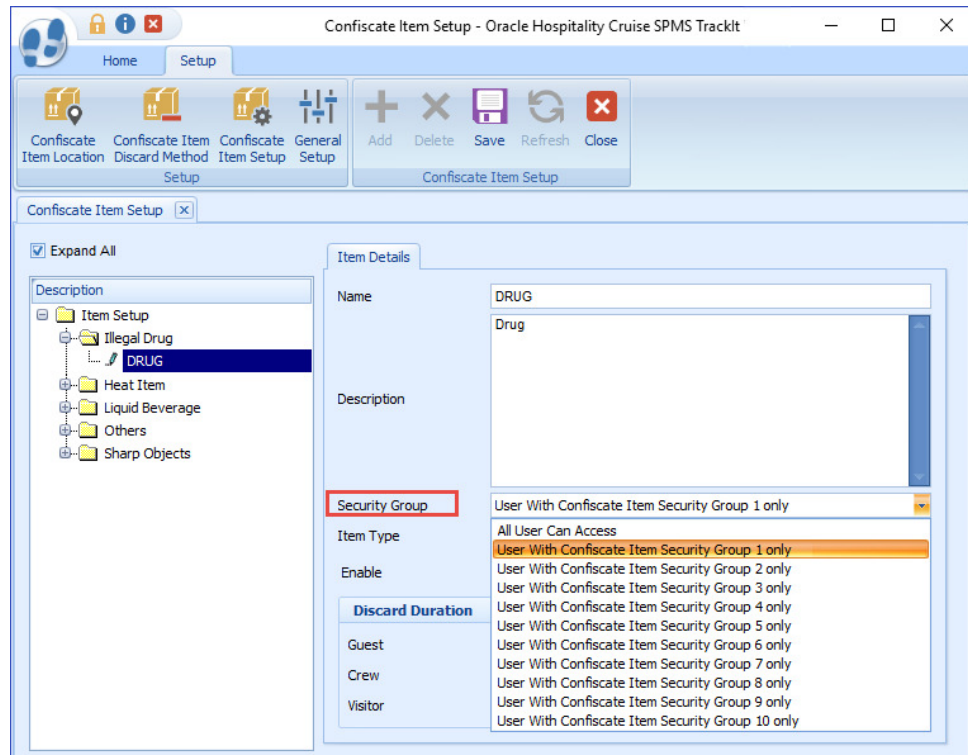 Confiscate Item Setup - Oracle Hospitality Cruise SPMS TrackIt
Home Setup
Confiscate Item Location
Confiscate Item Discard Method
Confiscate Item Setup
General Setup
Add
Delete
Save
Refresh
Close
Setup
Confiscate Item Setup
Confiscate Item Setup
Expand All
Description
Item Setup
Illegal Drug
DRUG
Heat Item
Liquid Beverage
Others
Sharp Objects
Item Details
Name DRUG
Description Drug
Security Group User With Confiscate Item Security Group 1 only
Item Type
Enable
All User Can Access
User With Confiscate Item Security Group 1 only
User With Confiscate Item Security Group 2 only
User With Confiscate Item Security Group 3 only
User With Confiscate Item Security Group 4 only
User With Confiscate Item Security Group 5 only
User With Confiscate Item Security Group 6 only
User With Confiscate Item Security Group 7 only
User With Confiscate Item Security Group 8 only
User With Confiscate Item Security Group 9 only
User With Confiscate Item Security Group 10 only
Discard Duration
Guest
Crew
Visitor